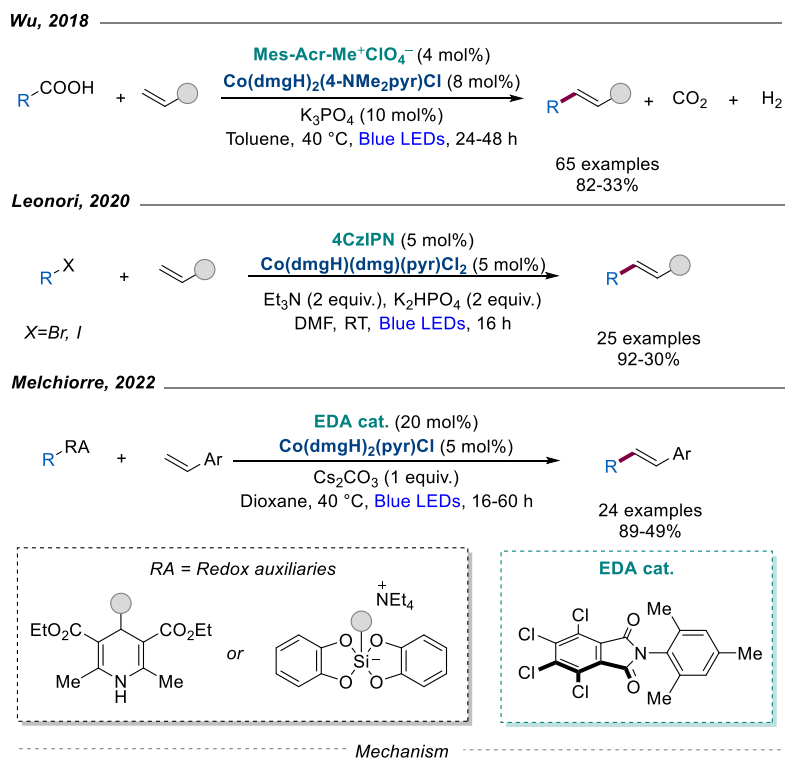 Wu, 2018
Mes-Acr-Me⁺ClO₄⁻ (4 mol%)
Co(dmgH)₂(4-NMe₂pyr)Cl (8 mol%)
R COOH + R + CO₂ + H₂
K₃PO₄ (10 mol%)
Toluene, 40 °C, Blue LEDs, 24-48 h
65 examples
82-33%
Leonori, 2020
4CzIPN (5 mol%)
Co(dmgH)(dmg)(pyr)Cl₂ (5 mol%)
R X + R
Et₃N (2 equiv.), K₂HPO₄ (2 equiv.)
DMF, RT, Blue LEDs, 16 h
X=Br, I
25 examples
92-30%
Melchiorre, 2022
EDA cat. (20 mol%)
Co(dmgH)₂(pyr)Cl (5 mol%)
R RA + Ar R Ar
Cs₂CO₃ (1 equiv.)
Dioxane, 40 °C, Blue LEDs, 16-60 h
24 examples
89-49%
RA = Redox auxiliaries
EtO₂C CO₂Et
Me N H Me
or
+
NEt₄
O O
Si⁻
O O
EDA cat.
Cl Cl Cl Cl
O N O
Me Me Me
Mechanism